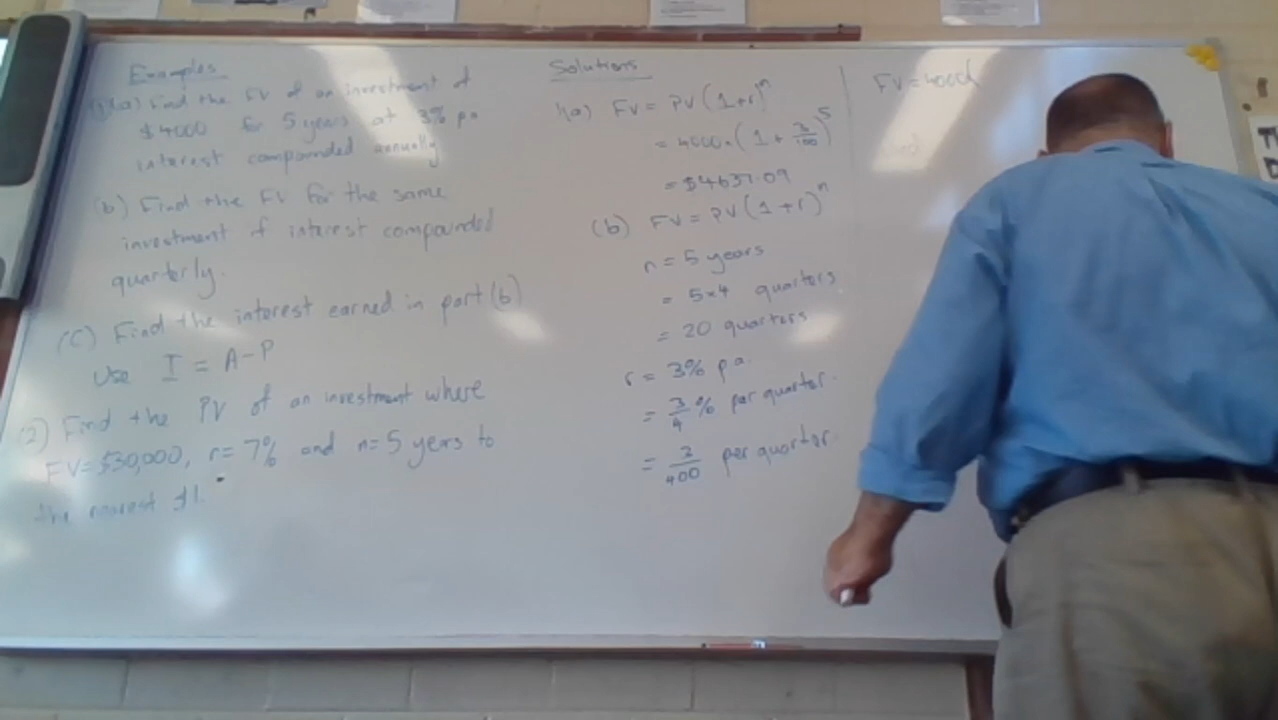 Examples
(1)(a) Find the FV of an investment of
$4000 for 5 years at 3% pa
interest compounded annually
(b) Find the FV for the same
investment if interest compounded
quarterly.
(C) Find the interest earned in part (b)
Use I = A-P
(2) Find the PV of an investment where
FV=$30,000, r= 7% and n= 5 years to
the nearest $1.
Solutions
1(a) FV = PV(1+r)^n
= 4000×(1 + 3/100)^5
= $4637.09
(b) FV = PV(1+r)^n
n = 5 years
= 5×4 quarters
= 20 quarters
r = 3% pa
= 3/4 % per quarter
= 3/400 per quarter
FV = 4000